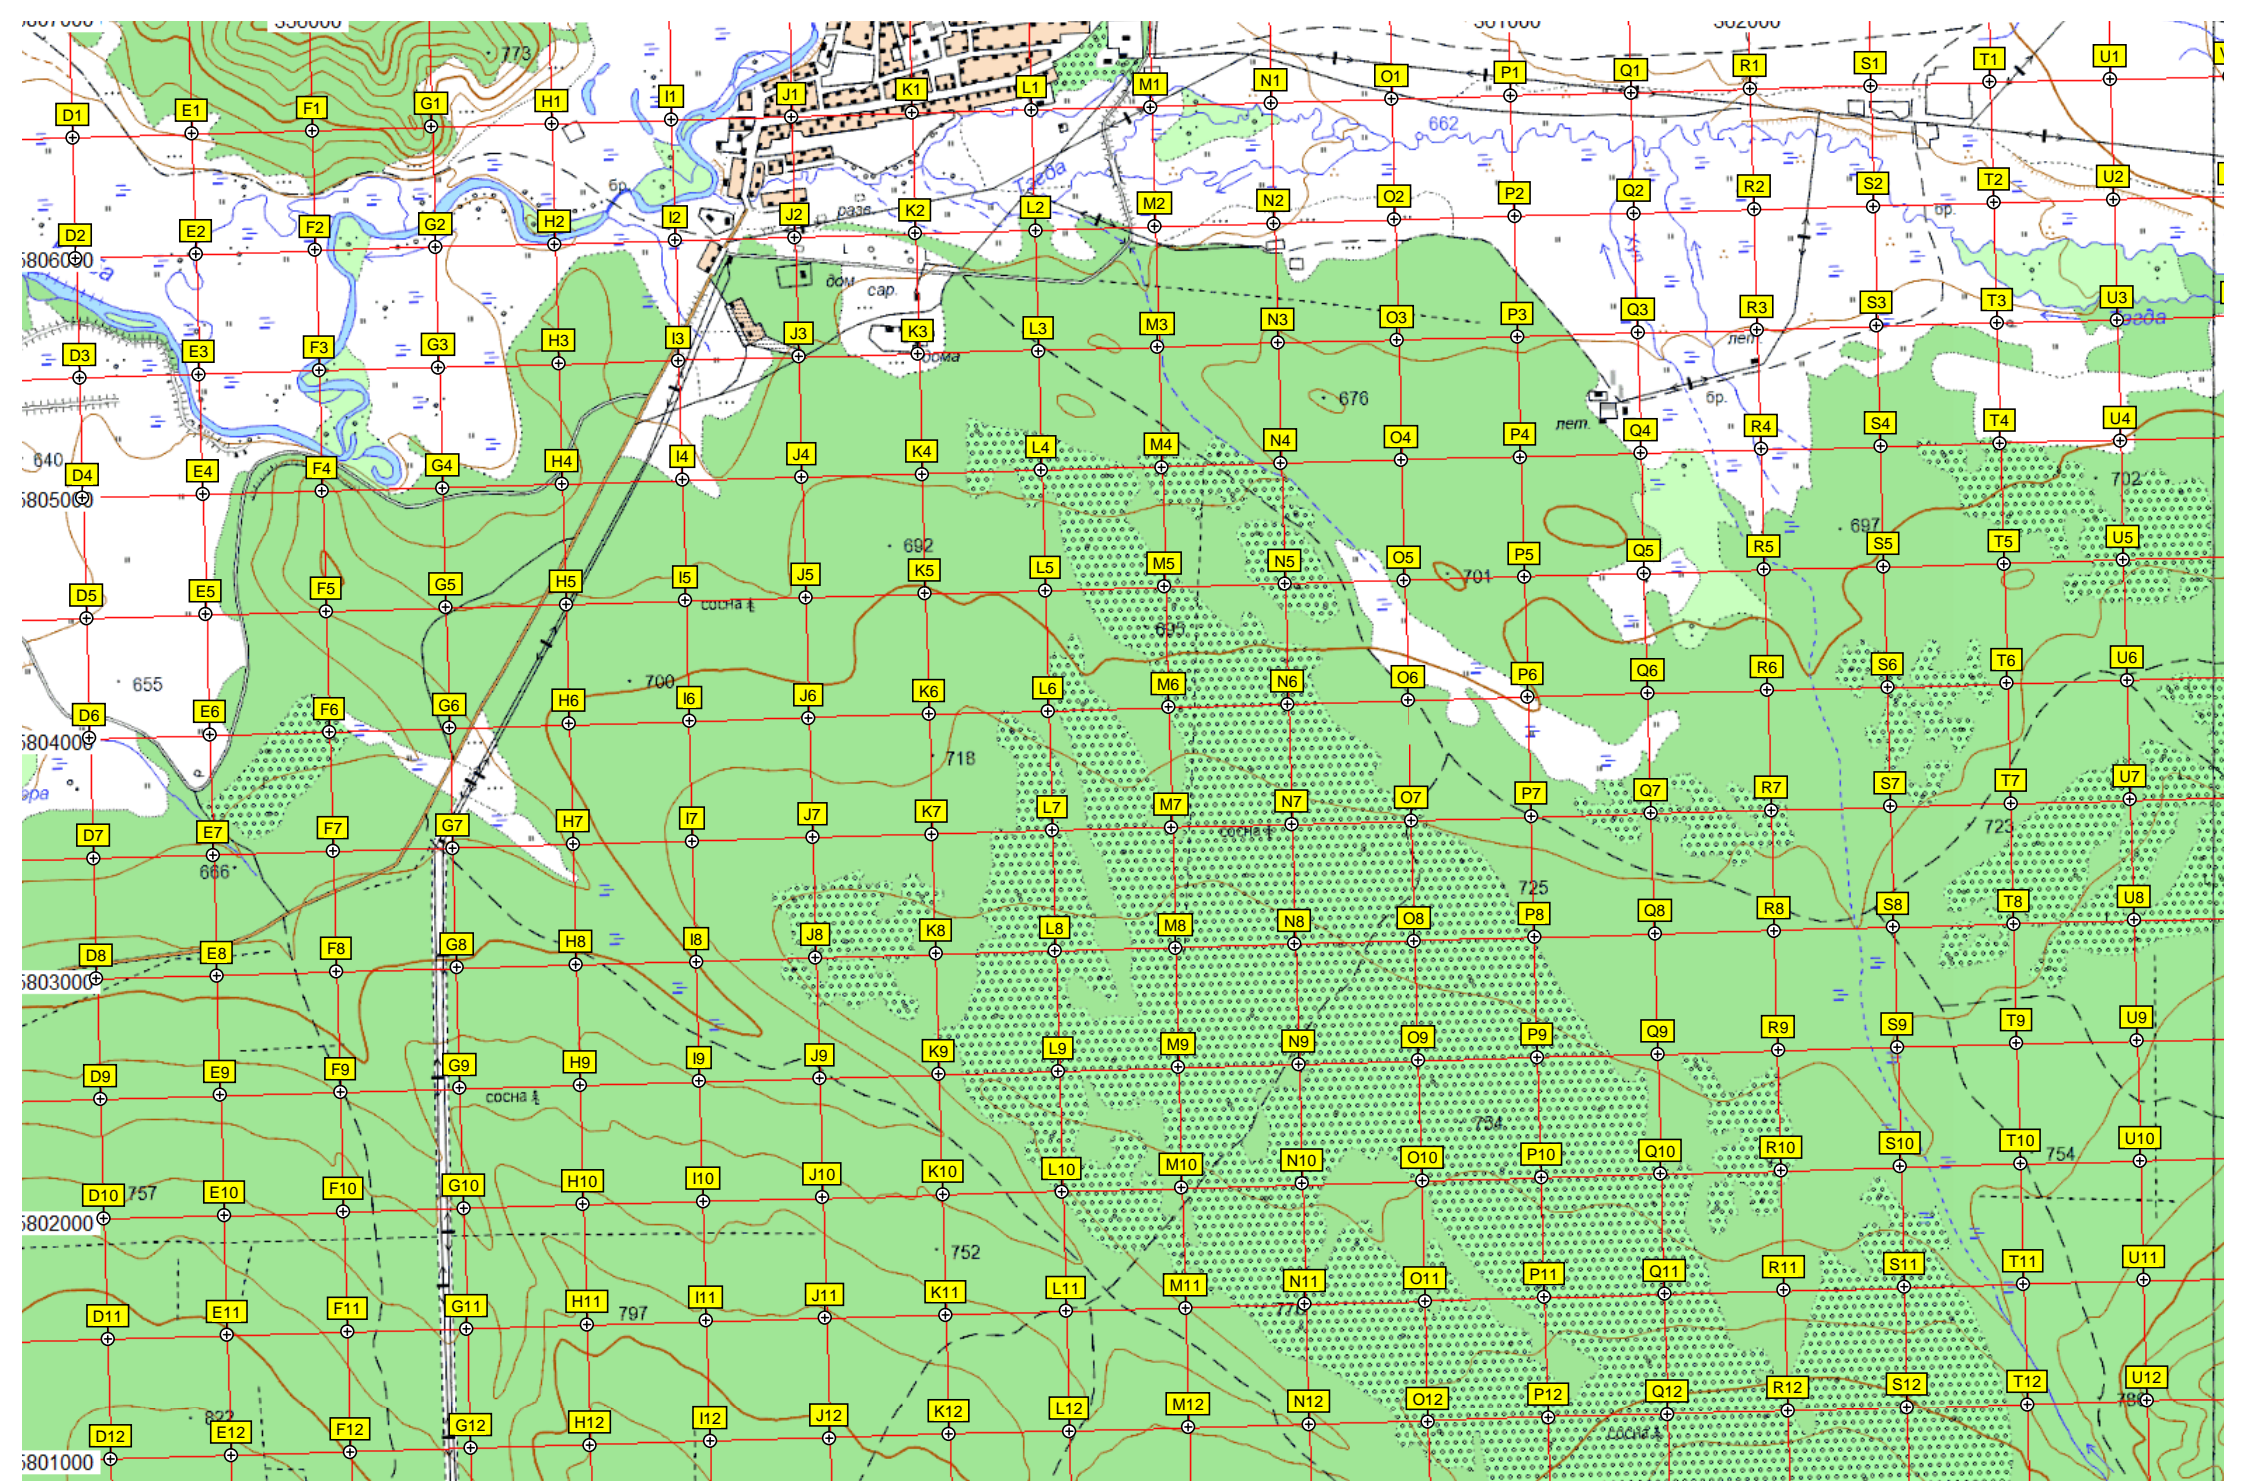 773
662
D1 E1 F1 G1 H1 I1 J1 K1 L1 M1 N1 O1 P1 Q1 R1 S1 T1 U1
бр.
разв.
Тагда
бр.
D2 E2 F2 G2 H2 I2 J2 K2 L2 M2 N2 O2 P2 Q2 R2 S2 T2 U2
5806000
дом
сар.
дома
лет.
Тагда
D3 E3 F3 G3 H3 I3 J3 K3 L3 M3 N3 O3 P3 Q3 R3 S3 T3 U3
676
бр.
лет.
640
702
D4 E4 F4 G4 H4 I4 J4 K4 L4 M4 N4 O4 P4 Q4 R4 S4 T4 U4
5805000
697
692
701
D5 E5 F5 G5 H5 I5 J5 K5 L5 M5 N5 O5 P5 Q5 R5 S5 T5 U5
сосна
695
655
700
D6 E6 F6 G6 H6 I6 J6 K6 L6 M6 N6 O6 P6 Q6 R6 S6 T6 U6
5804000
718
D7 E7 F7 G7 H7 I7 J7 K7 L7 M7 N7 O7 P7 Q7 R7 S7 T7 U7
сосна
723
666
725
D8 E8 F8 G8 H8 I8 J8 K8 L8 M8 N8 O8 P8 Q8 R8 S8 T8 U8
5803000
D9 E9 F9 G9 H9 I9 J9 K9 L9 M9 N9 O9 P9 Q9 R9 S9 T9 U9
сосна
734
754
757
D10 E10 F10 G10 H10 I10 J10 K10 L10 M10 N10 O10 P10 Q10 R10 S10 T10 U10
5802000
752
797
D11 E11 F11 G11 H11 I11 J11 K11 L11 M11 N11 O11 P11 Q11 R11 S11 T11 U11
822
D12 E12 F12 G12 H12 I12 J12 K12 L12 M12 N12 O12 P12 Q12 R12 S12 T12 U12
сосна
5801000